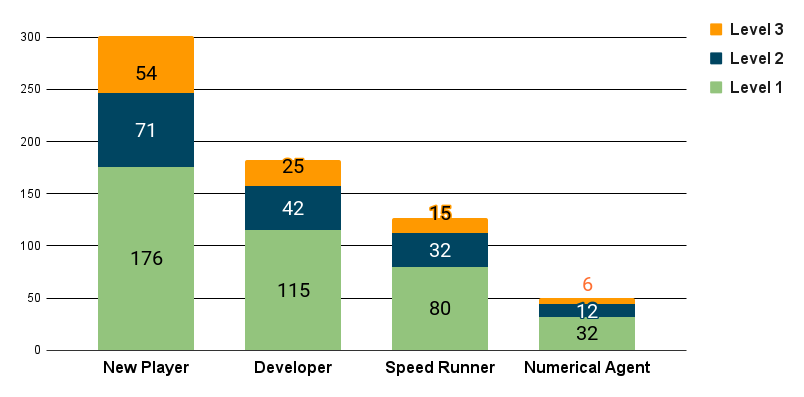 Level 3
Level 2
Level 1
300
250
200
150
100
50
0
54
71
176
25
42
115
15
32
80
6
12
32
New Player
Developer
Speed Runner
Numerical Agent